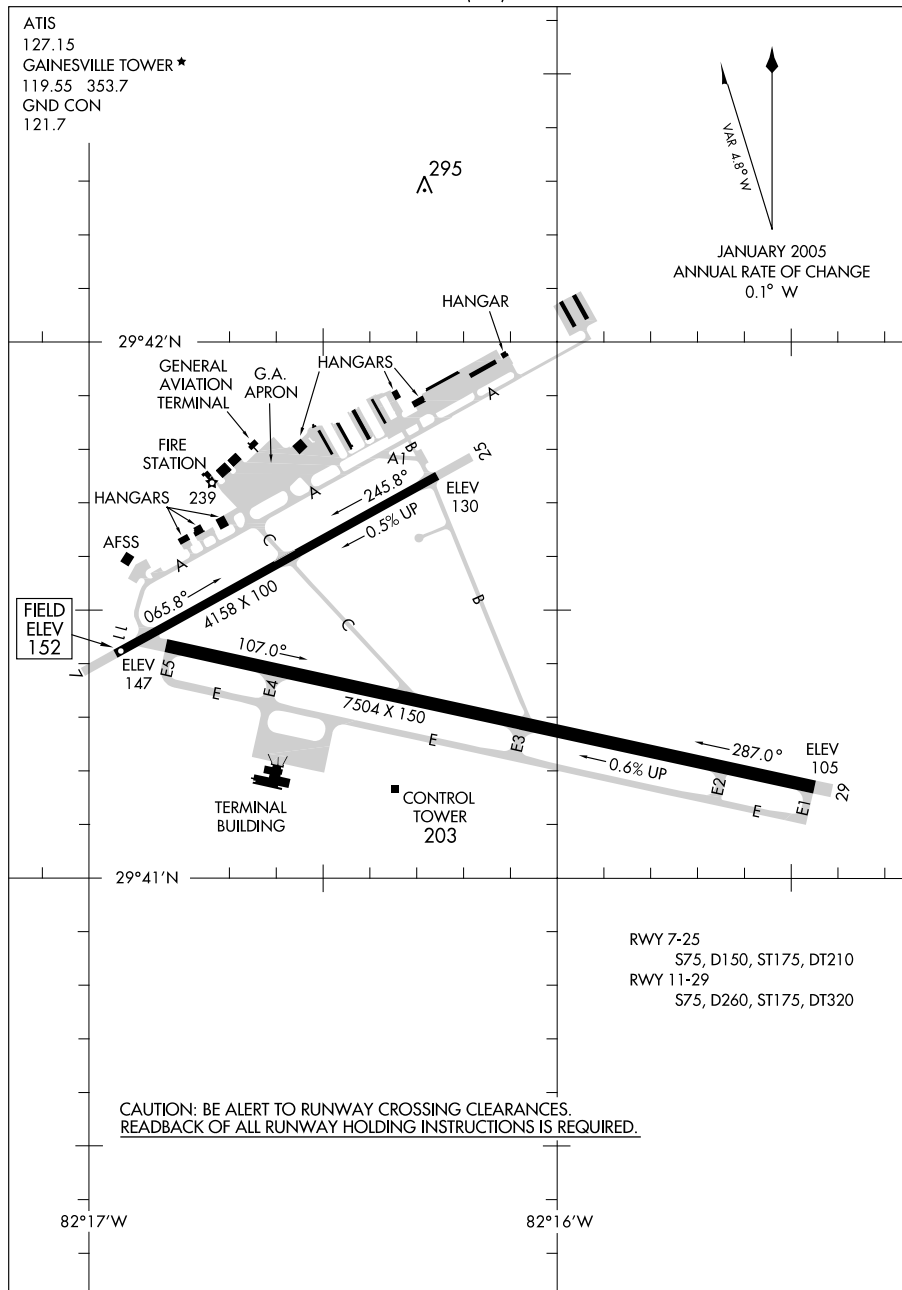 ATIS
127.15
GAINESVILLE TOWER ★
119.55 353.7
GND CON
121.7
295
VAR 4.8° W
JANUARY 2005
ANNUAL RATE OF CHANGE
0.1° W
HANGAR
29°42'N
GENERAL
AVIATION
TERMINAL
G.A.
APRON
HANGARS
A
FIRE
STATION
B
25
A1
239
HANGARS
A
245.8°
ELEV
130
0.5% UP
AFSS
C
A
065.8°
4158 X 100
B
C
FIELD
ELEV
152
11
ELEV
147
7
107.0°
E5
E
E4
7504 X 150
E
E3
287.0°
ELEV
105
0.6% UP
E2
29
E
E1
TERMINAL
BUILDING
CONTROL
TOWER
203
29°41'N
RWY 7-25
S75, D150, ST175, DT210
RWY 11-29
S75, D260, ST175, DT320
CAUTION: BE ALERT TO RUNWAY CROSSING CLEARANCES.
READBACK OF ALL RUNWAY HOLDING INSTRUCTIONS IS REQUIRED.
82°17'W
82°16'W